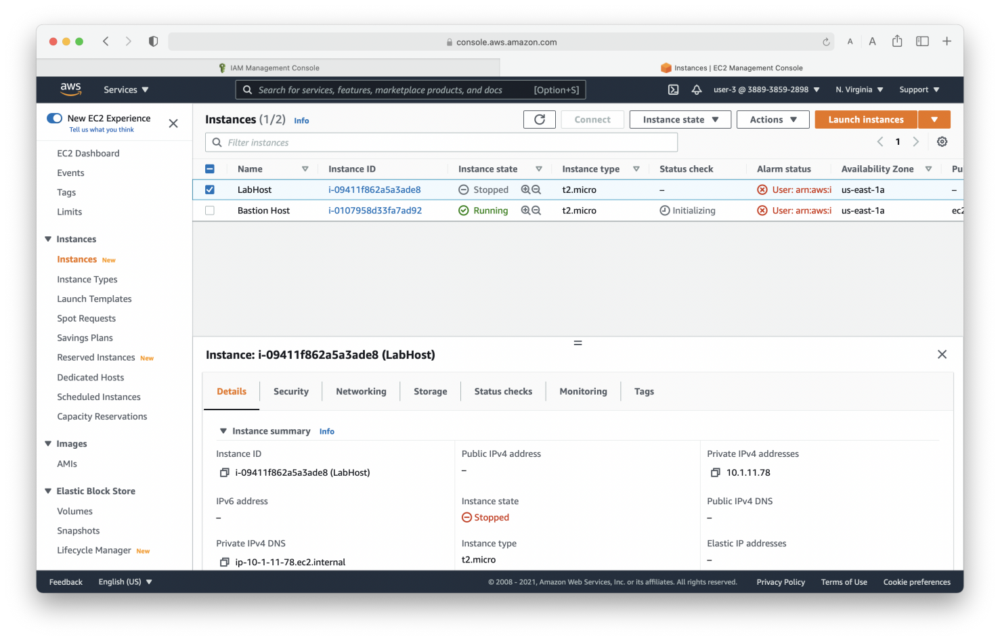 console.aws.amazon.com
A A
IAM Management Console
Instances | EC2 Management Console
aws
Services
Search for services, features, marketplace products, and docs [Option+S]
user-3 @ 3889-3859-2898
N. Virginia
Support
New EC2 Experience
Tell us what you think
EC2 Dashboard
Events
Tags
Limits
Instances
Instances New
Instance Types
Launch Templates
Spot Requests
Savings Plans
Reserved Instances New
Dedicated Hosts
Scheduled Instances
Capacity Reservations
Images
AMIs
Elastic Block Store
Volumes
Snapshots
Lifecycle Manager New
Instances (1/2) Info
Connect
Instance state
Actions
Launch instances
Filter instances
1
Name Instance ID Instance state Instance type Status check Alarm status Availability Zone Pu
LabHost i-09411f862a5a3ade8 Stopped t2.micro – User: arn:aws:i us-east-1a –
Bastion Host i-0107958d33fa7ad92 Running t2.micro Initializing User: arn:aws:i us-east-1a ec2
Instance: i-09411f862a5a3ade8 (LabHost)
Details Security Networking Storage Status checks Monitoring Tags
Instance summary Info
Instance ID Public IPv4 address Private IPv4 addresses
i-09411f862a5a3ade8 (LabHost) – 10.1.11.78
IPv6 address Instance state Public IPv4 DNS
– Stopped –
Private IPv4 DNS Instance type Elastic IP addresses
ip-10-1-11-78.ec2.internal t2.micro –
Feedback English (US) © 2008 - 2021, Amazon Web Services, Inc. or its affiliates. All rights reserved. Privacy Policy Terms of Use Cookie preferences